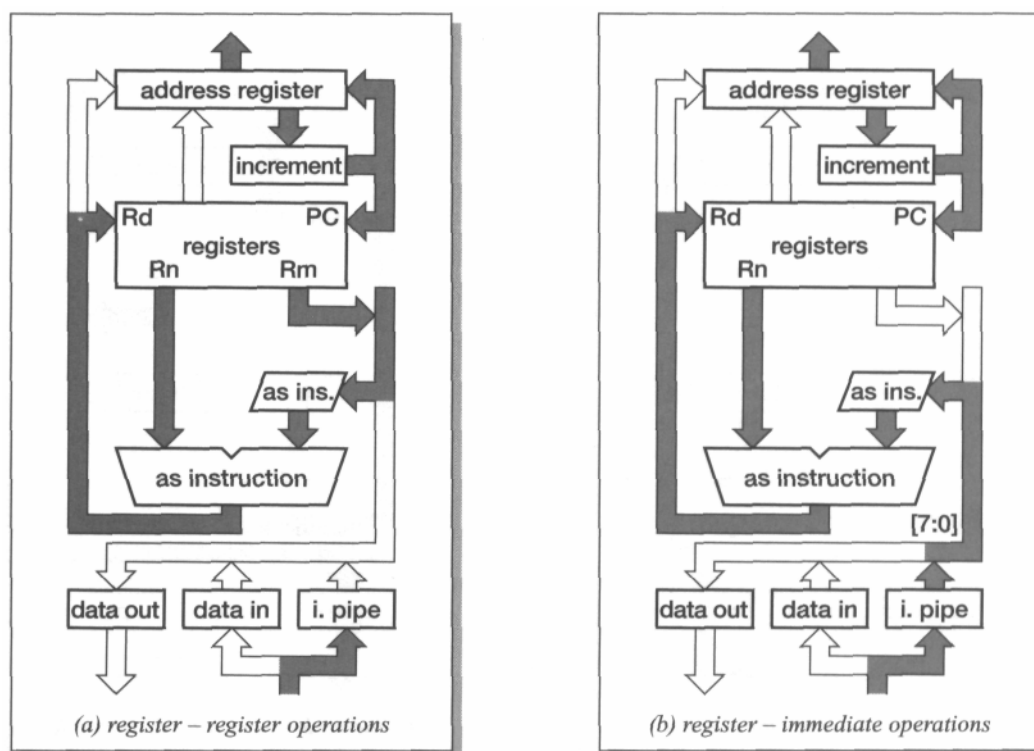 address register
increment
Rd PC
registers
Rn Rm
as ins.
as instruction
data out data in i. pipe
(a) register – register operations
address register
increment
Rd PC
registers
Rn
as ins.
as instruction
[7:0]
data out data in i. pipe
(b) register – immediate operations